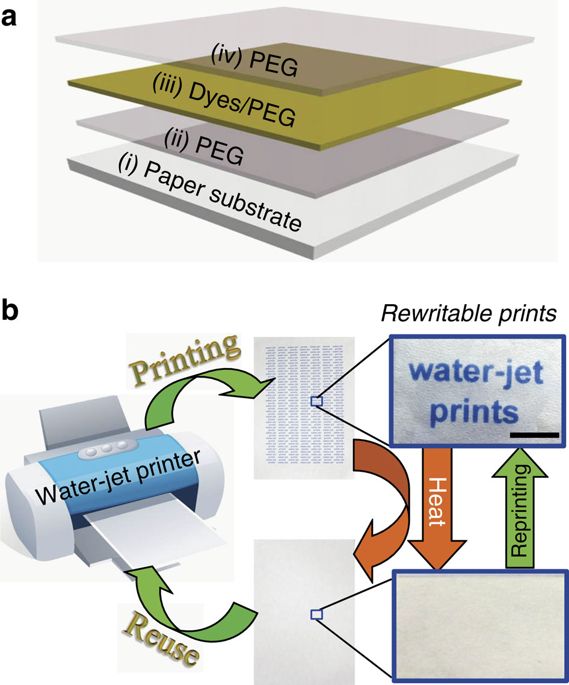 a
(iv) PEG
(iii) Dyes/PEG
(ii) PEG
(i) Paper substrate
b
Rewritable prints
Printing
water-jet
prints
Water-jet printer
Heat
Reprinting
Reuse